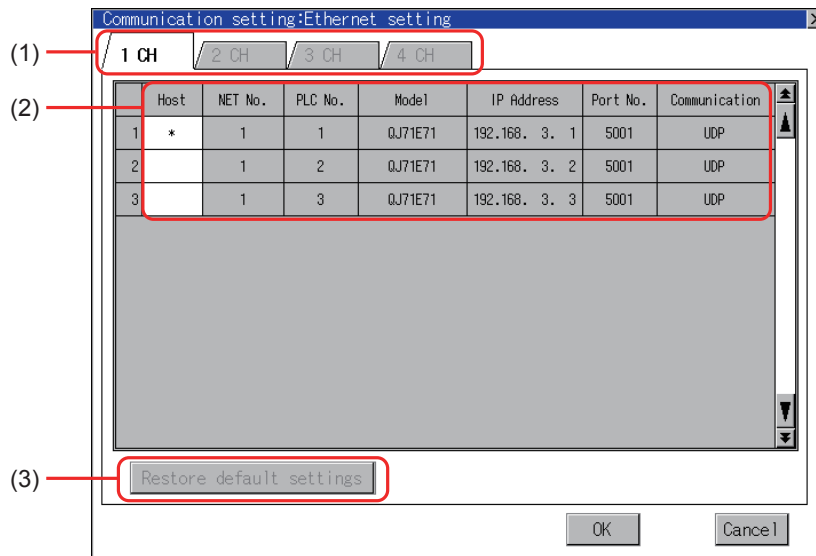 Communication setting:Ethernet setting
(1) 1 CH 2 CH 3 CH 4 CH
(2) Host NET No. PLC No. Model IP Address Port No. Communication
1 * 1 1 QJ71E71 192.168. 3. 1 5001 UDP
2 1 2 QJ71E71 192.168. 3. 2 5001 UDP
3 1 3 QJ71E71 192.168. 3. 3 5001 UDP
(3) Restore default settings
OK Cancel